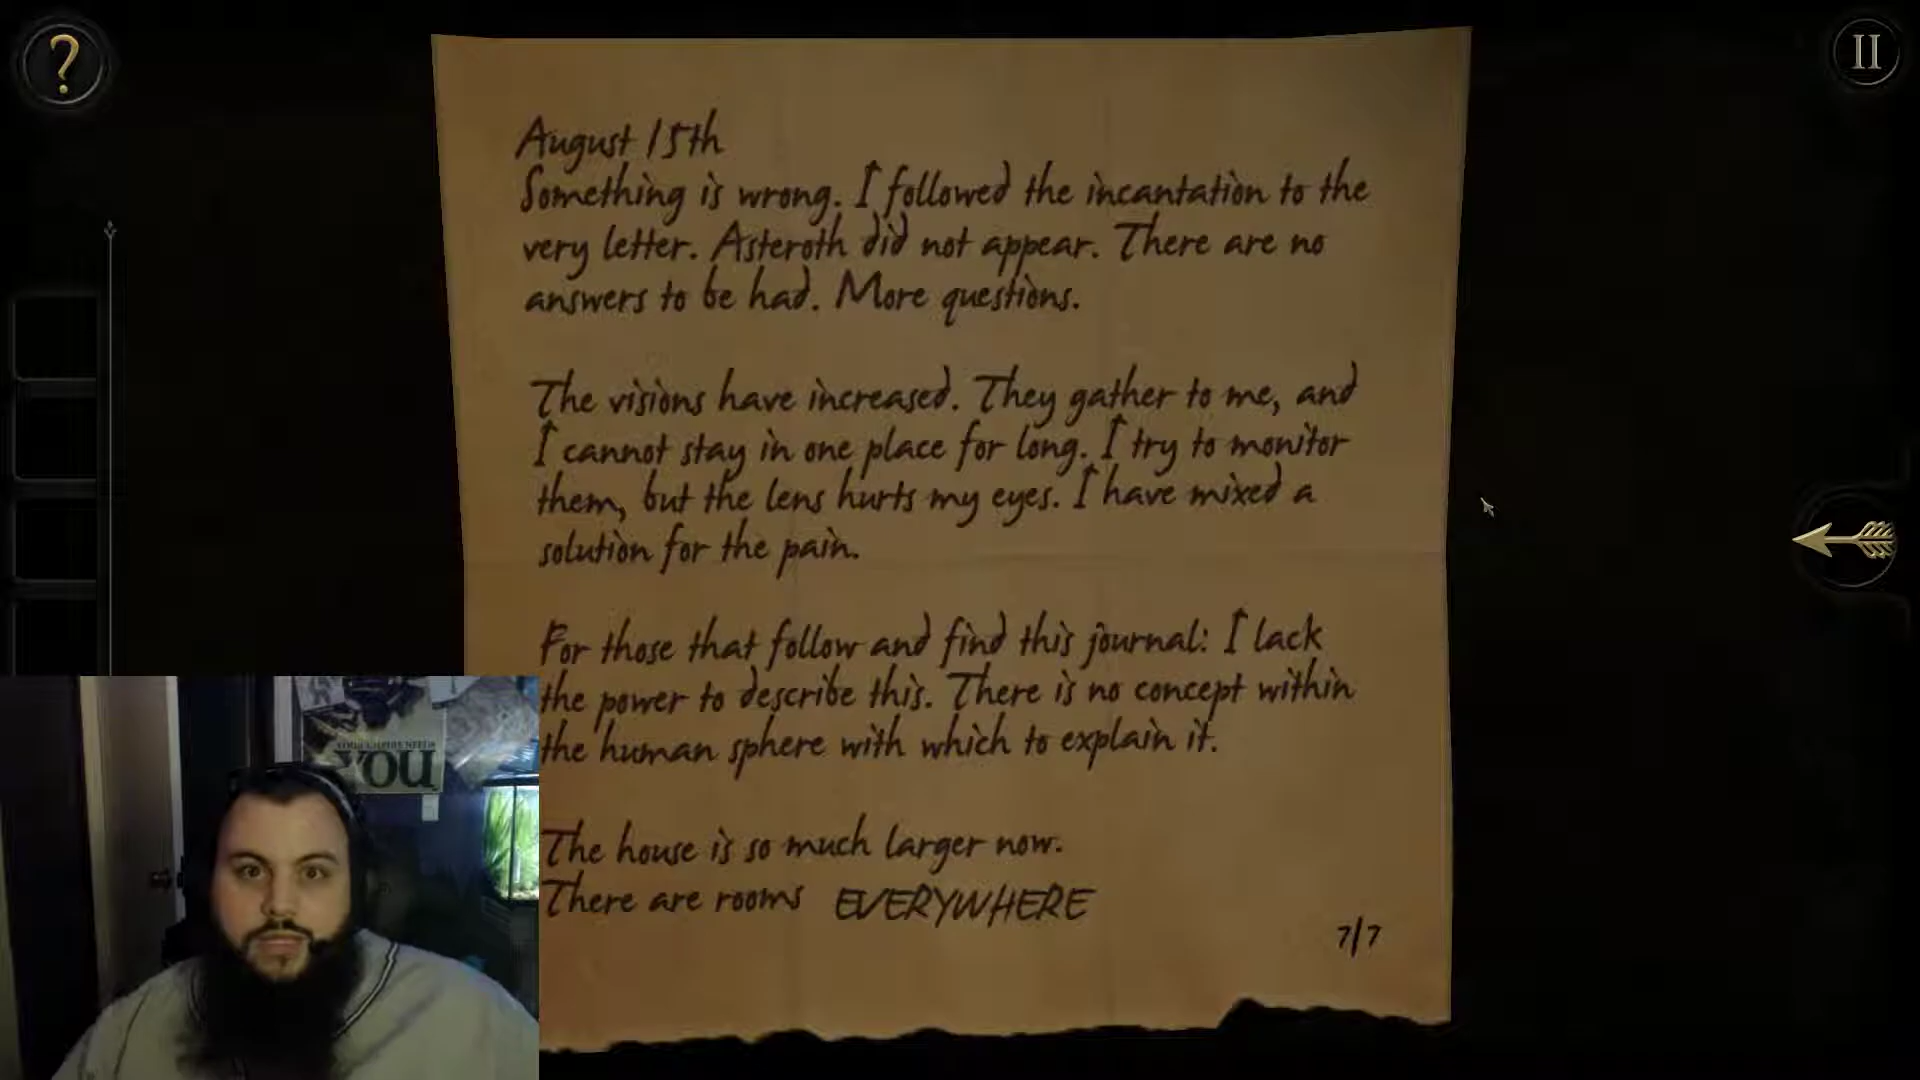 August 15th
Something is wrong. I followed the incantation to the
very letter. Asteroth did not appear. There are no
answers to be had. More questions.
The visions have increased. They gather to me, and
I cannot stay in one place for long. I try to monitor
them, but the lens hurts my eyes. I have mixed a
solution for the pain.
For those that follow and find this journal: I lack
the power to describe this. There is no concept within
the human sphere with which to explain it.
The house is so much larger now.
There are rooms EVERYWHERE
7/7
?
II
YOU